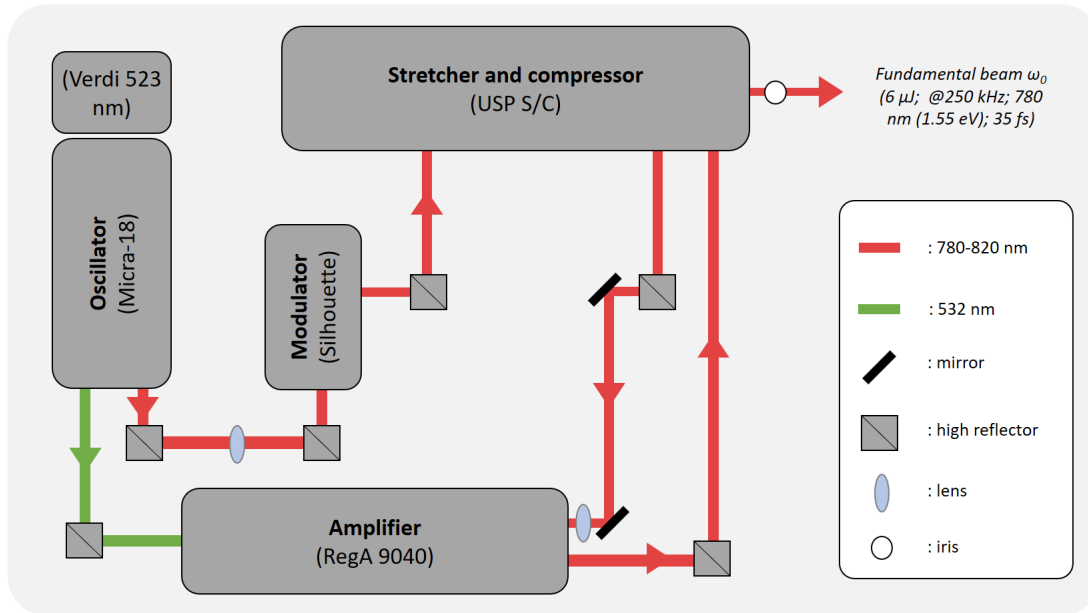 (Verdi 523
nm)
Oscillator
(Micra-18)
Modulator
(Silhouette)
Stretcher and compressor
(USP S/C)
Fundamental beam ω₀
(6 µJ; @250 kHz; 780
nm (1.55 eV); 35 fs)
Amplifier
(RegA 9040)
: 780-820 nm
: 532 nm
: mirror
: high reflector
: lens
: iris